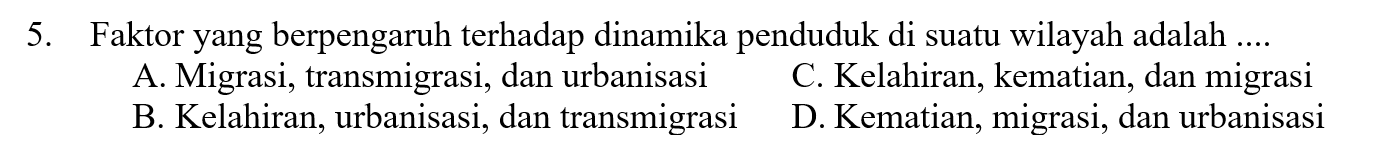 5. Faktor yang berpengaruh terhadap dinamika penduduk di suatu wilayah adalah ....
A. Migrasi, transmigrasi, dan urbanisasi C. Kelahiran, kematian, dan migrasi
B. Kelahiran, urbanisasi, dan transmigrasi D. Kematian, migrasi, dan urbanisasi